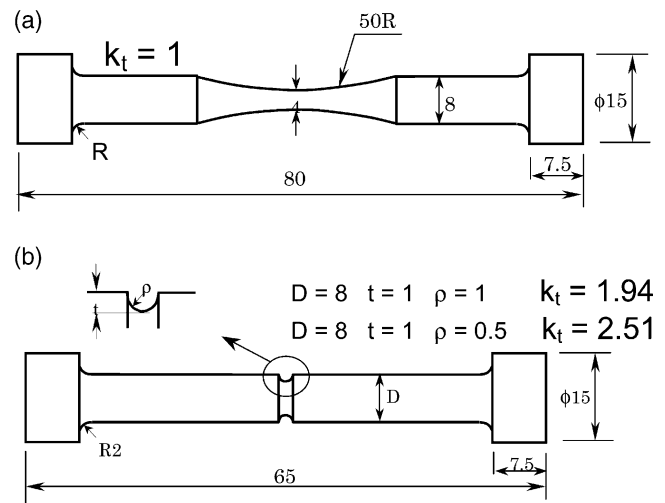 (a)
50R
k_t = 1
4
8
ϕ15
R
7.5
80
(b)
ρ
t
D = 8 t = 1 ρ = 1 k_t = 1.94
D = 8 t = 1 ρ = 0.5 k_t = 2.51
D
ϕ15
R2
7.5
65